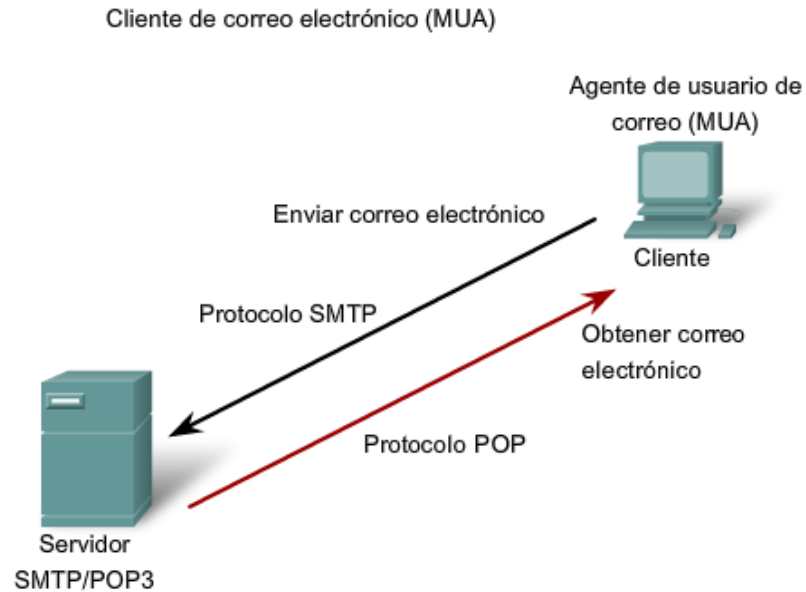 Cliente de correo electrónico (MUA)
Agente de usuario de
correo (MUA)
Enviar correo electrónico
Cliente
Protocolo SMTP
Obtener correo
electrónico
Protocolo POP
Servidor
SMTP/POP3